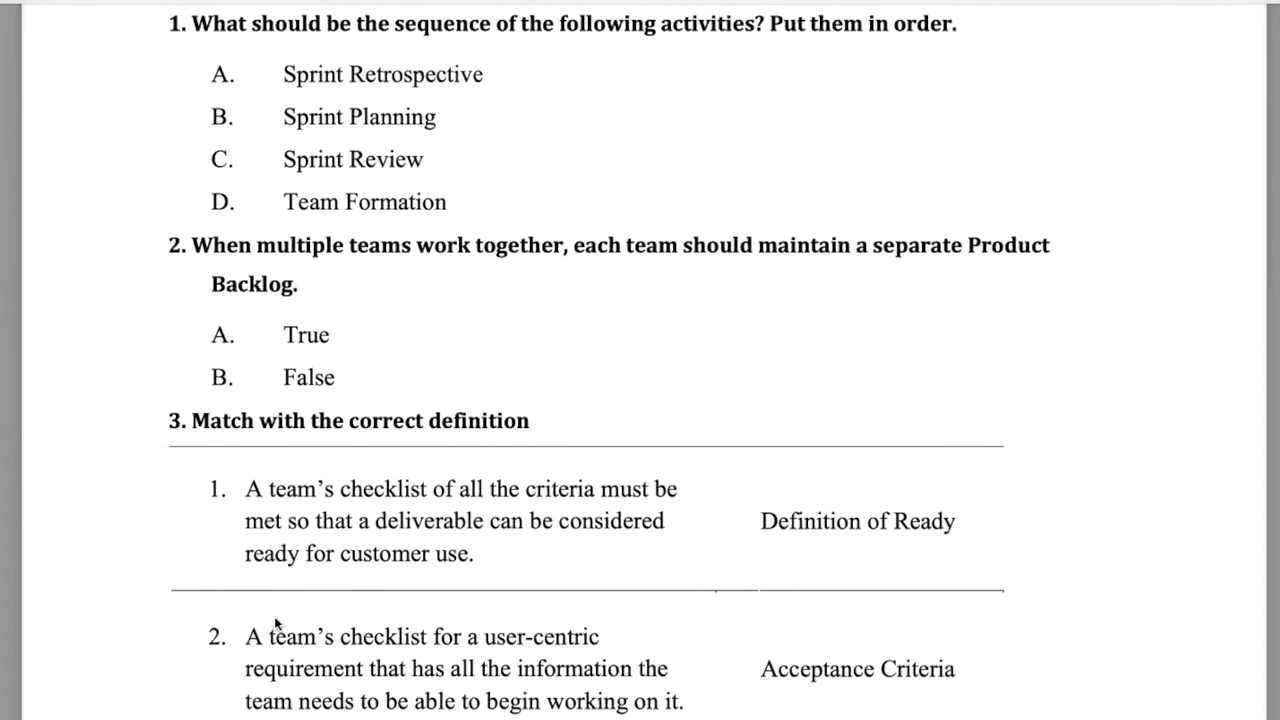 1. What should be the sequence of the following activities? Put them in order.
A. Sprint Retrospective
B. Sprint Planning
C. Sprint Review
D. Team Formation
2. When multiple teams work together, each team should maintain a separate Product
Backlog.
A. True
B. False
3. Match with the correct definition
1. A team’s checklist of all the criteria must be
met so that a deliverable can be considered
ready for customer use.
Definition of Ready
2. A team’s checklist for a user-centric
requirement that has all the information the
team needs to be able to begin working on it.
Acceptance Criteria